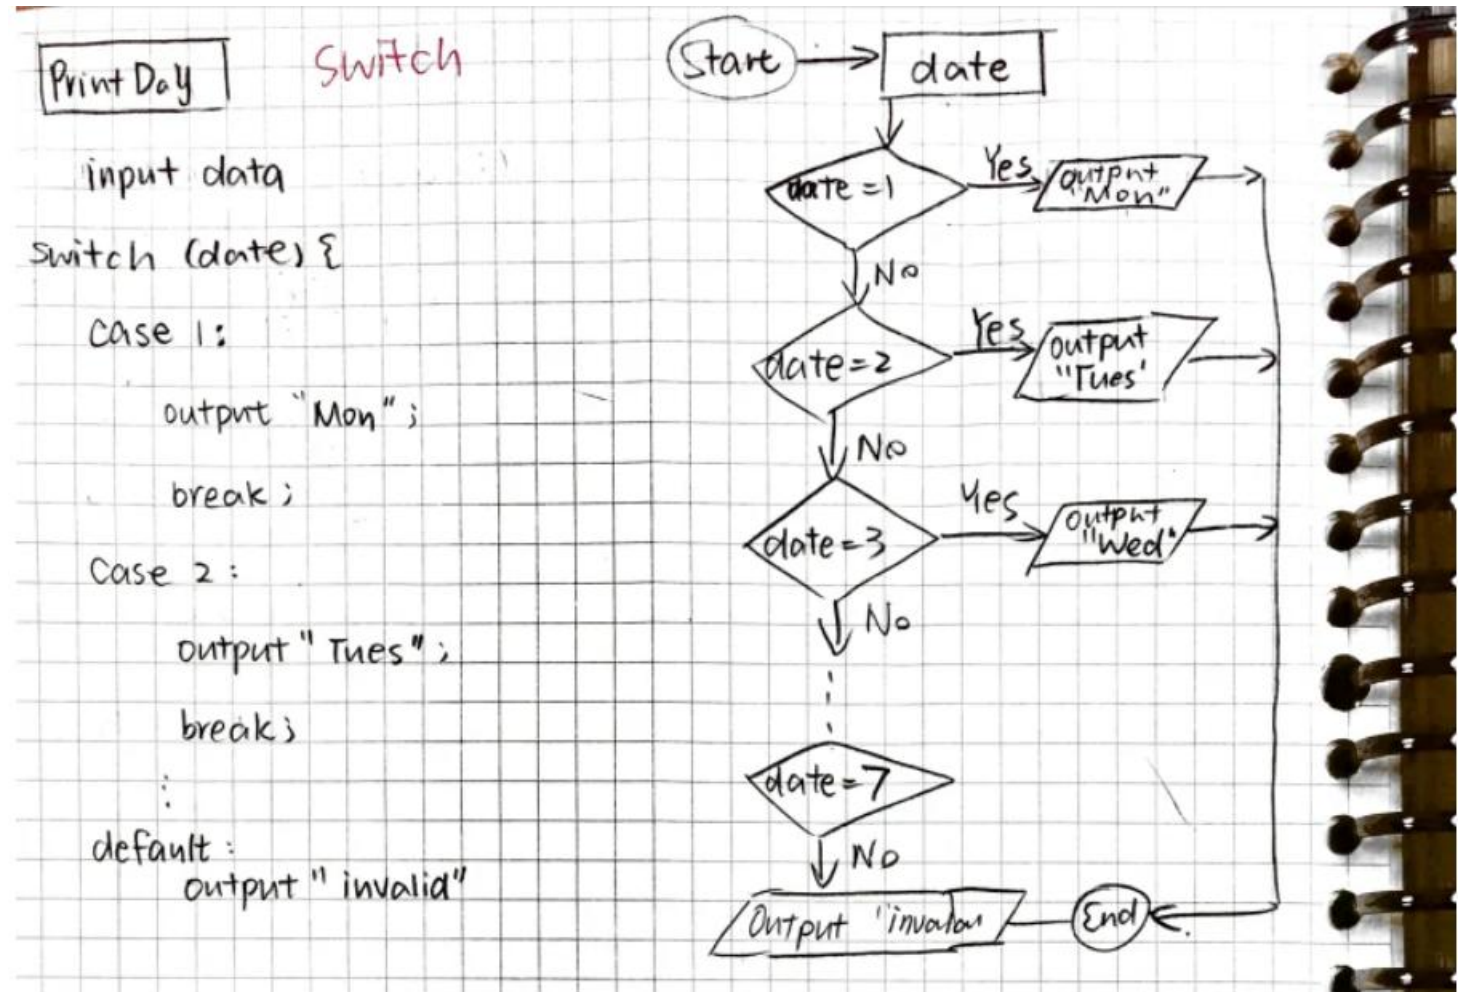 Print Day
Switch
input data
switch (date) {
case 1:
output "Mon";
break;
case 2:
output "Tues";
break;
:
default:
output "invalid"
Start
date
date=1
Yes
output
"Mon"
No
date=2
Yes
output
"Tues'
No
date=3
Yes
output
"Wed"
No
date=7
No
Output "
End